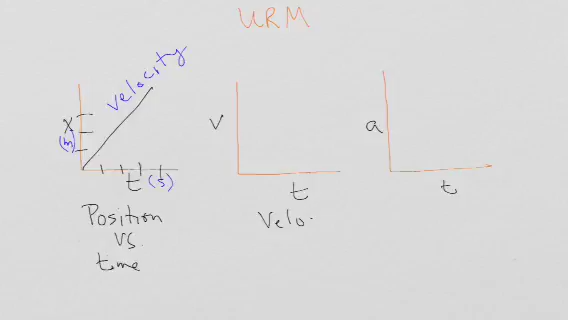 URM
velocity
x
(m)
t (s)
Position
vs.
time
v
t
Velo.
a
t